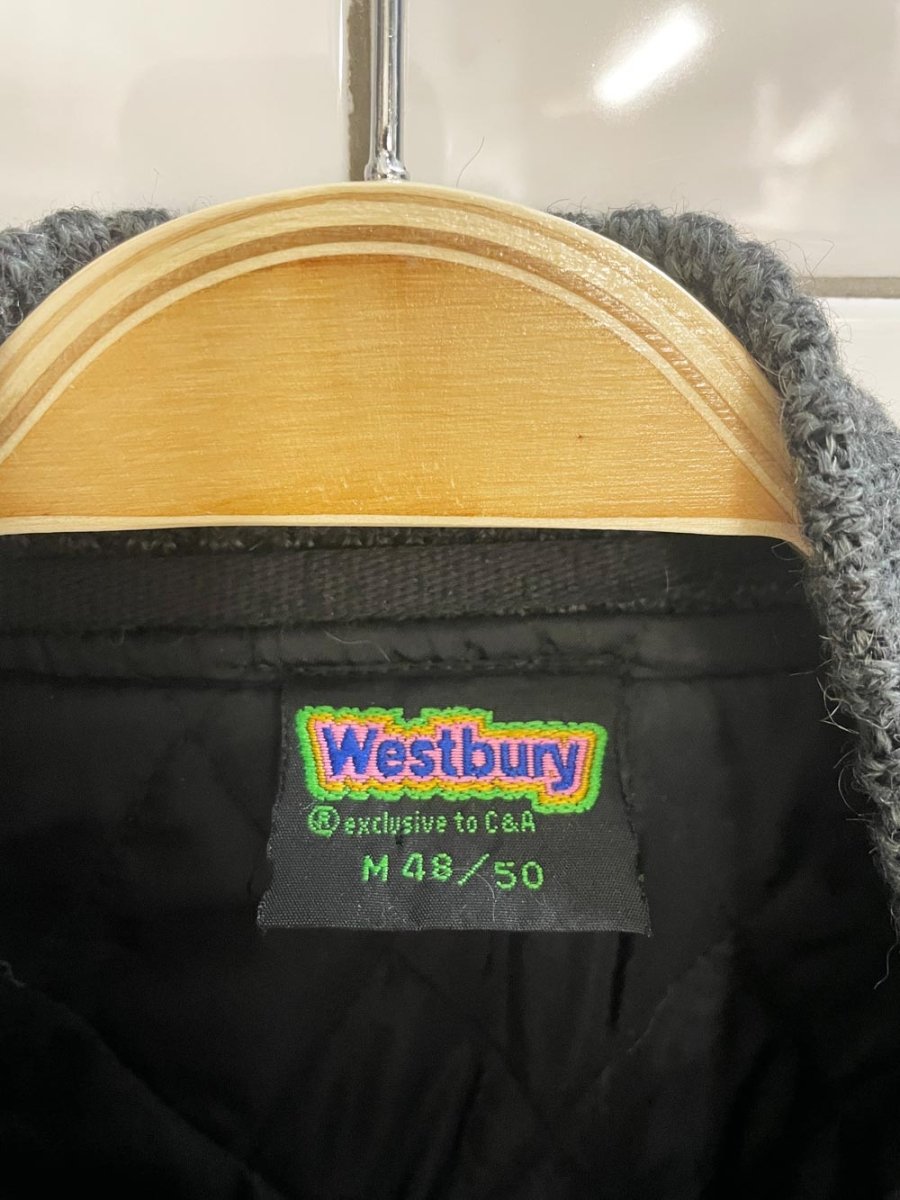 Westbury
® exclusive to C&A
M 48/50